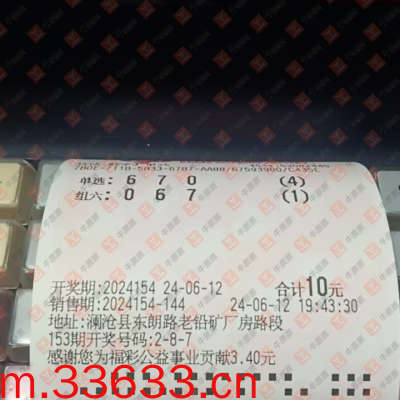 单选: 6 7 0 (4)
组六: 0 6 7 (1)
开奖期:2024154 24-06-12 合计10元
销售期:2024154-144 24-06-12 19:43:30
地址:澜沧县东朗路老铅矿厂房路段
153期开奖号码:2-8-7
感谢您为福彩公益事业贡献3.40元
m.33633.cn